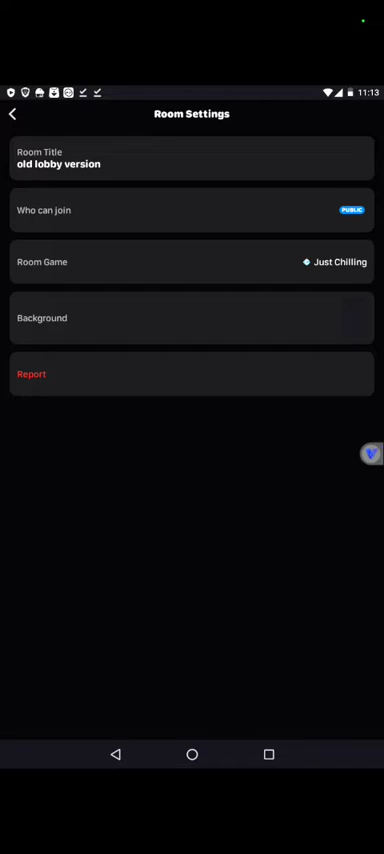 11:13
Room Settings
Room Title
old lobby version
Who can join
PUBLIC
Room Game
Just Chilling
Background
Report